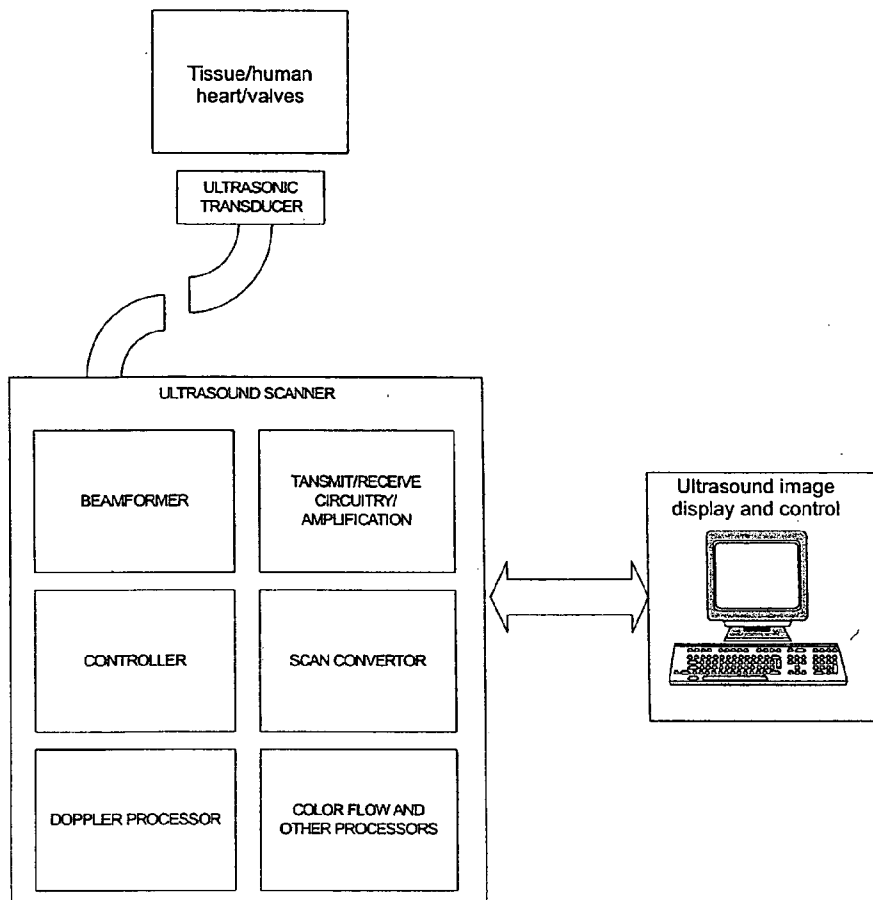 Tissue/human
heart/valves
ULTRASONIC
TRANSDUCER
ULTRASOUND SCANNER
BEAMFORMER
TANSMIT/RECEIVE
CIRCUITRY/
AMPLIFICATION
Ultrasound image
display and control
CONTROLLER
SCAN CONVERTOR
DOPPLER PROCESSOR
COLOR FLOW AND
OTHER PROCESSORS